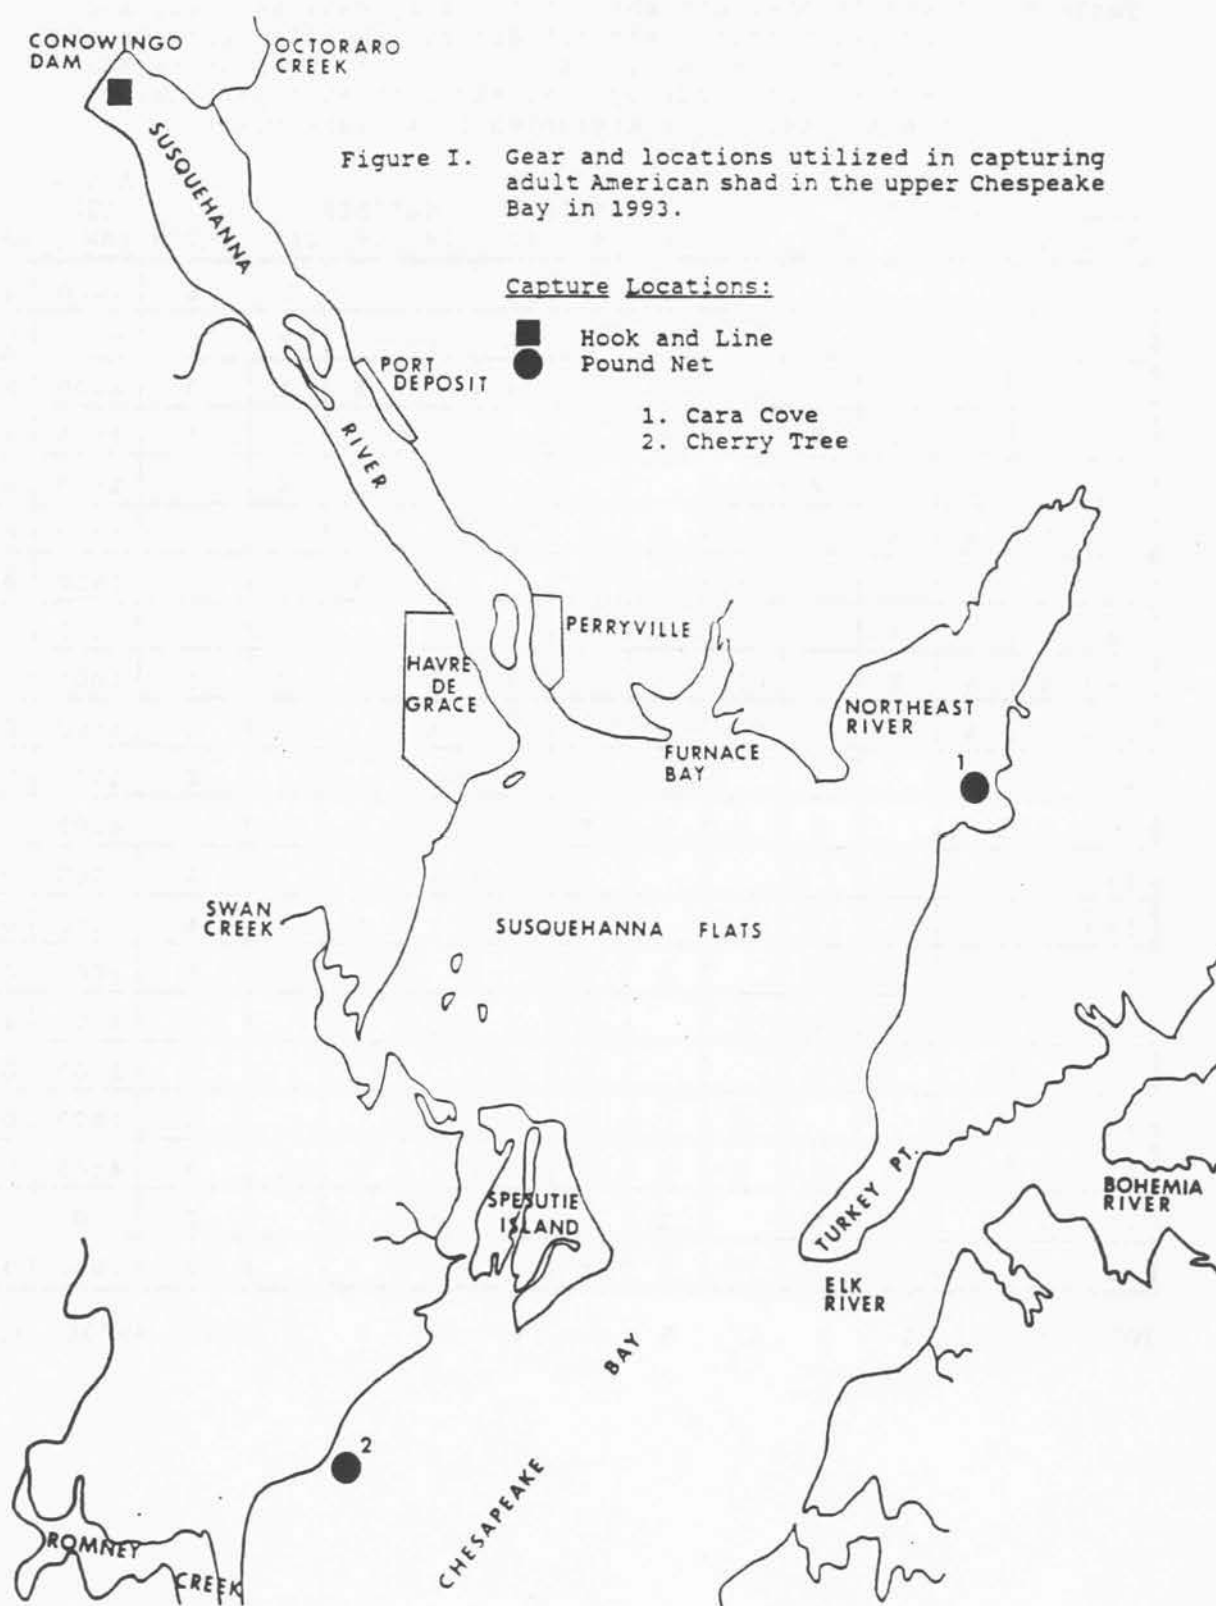 CONOWINGO
DAM
OCTORARO
CREEK
SUSQUEHANNA
Figure I. Gear and locations utilized in capturing
adult American shad in the upper Chespeake
Bay in 1993.
Capture Locations:
Hook and Line
Pound Net
1. Cara Cove
2. Cherry Tree
PORT
DEPOSIT
RIVER
PERRYVILLE
HAVRE
DE
GRACE
FURNACE
BAY
NORTHEAST
RIVER
1
SWAN
CREEK
SUSQUEHANNA FLATS
SPESUTIE
ISLAND
TURKEY PT.
BOHEMIA
RIVER
ELK
RIVER
BAY
2
CHESAPEAKE
ROMNEY
CREEK